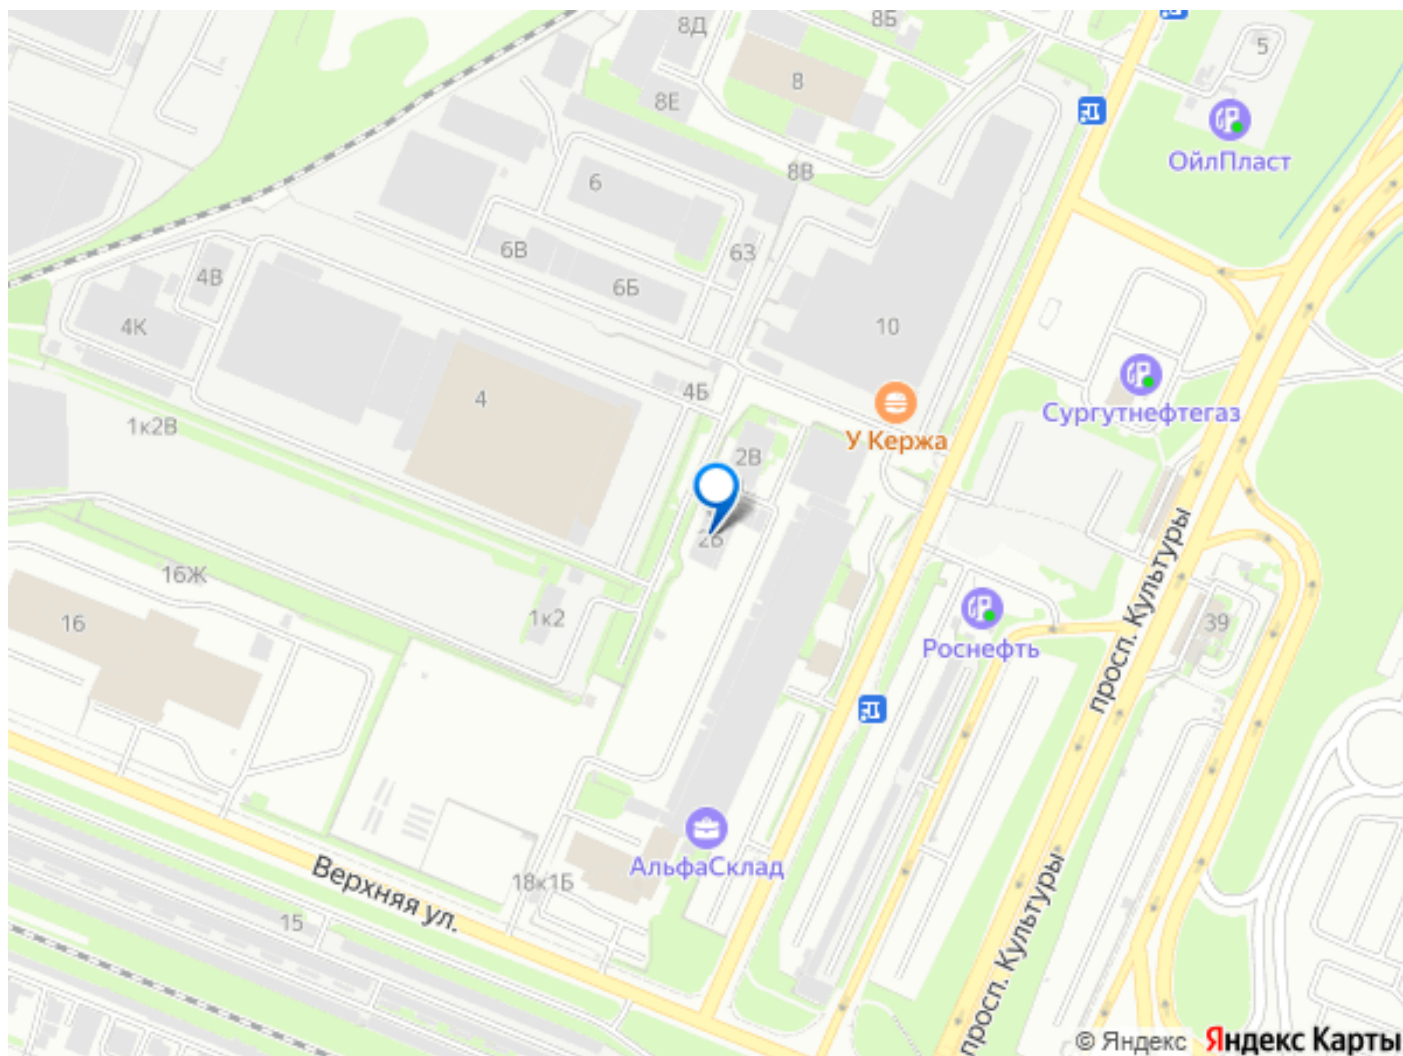 8Б
8Д
5
8
8Е
ОйлПласт
8В
6
63
6В
4В
6Б
4К
10
Сургутнефтегаз
4Б
4
1к2В
У Кержа
2В
2Б
просп. Культуры
16Ж
1к2
16
39
Роснефть
АльфаСклад
18к1Б
Верхняя ул.
15
просп. Культуры
© Яндекс Яндекс Карты